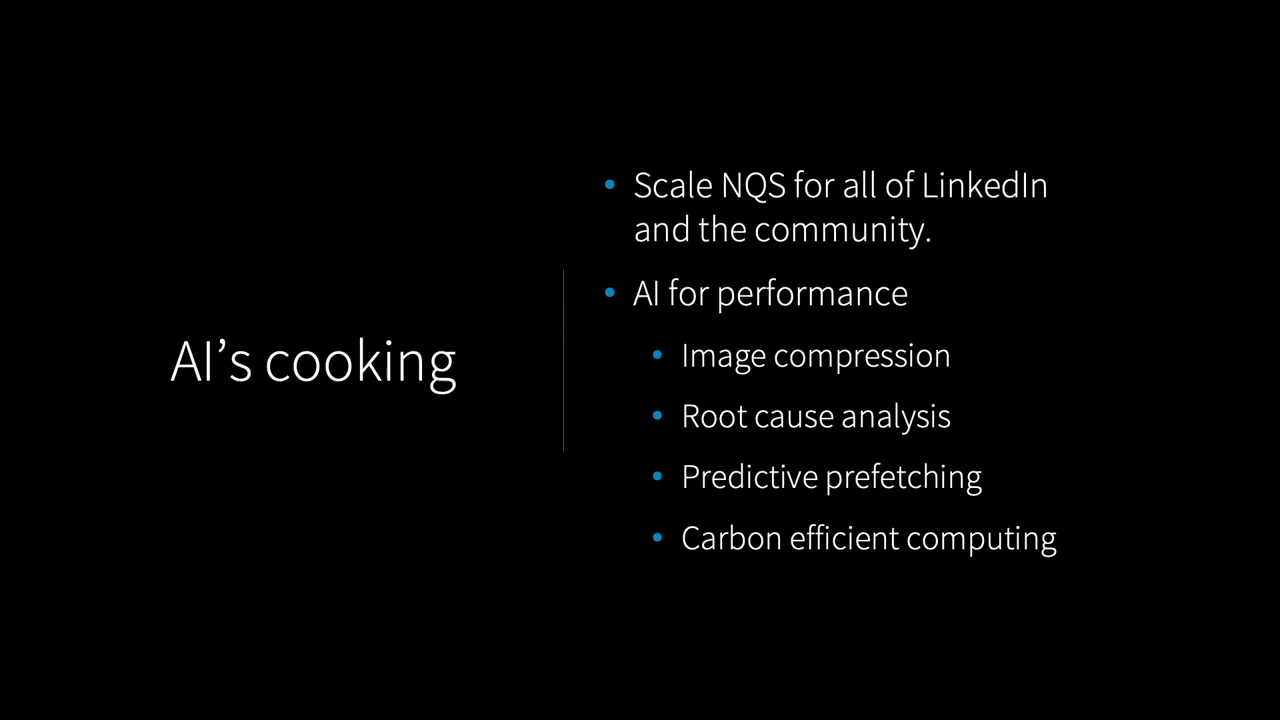 AI’s cooking
• Scale NQS for all of LinkedIn
and the community.
• AI for performance
• Image compression
• Root cause analysis
• Predictive prefetching
• Carbon efficient computing